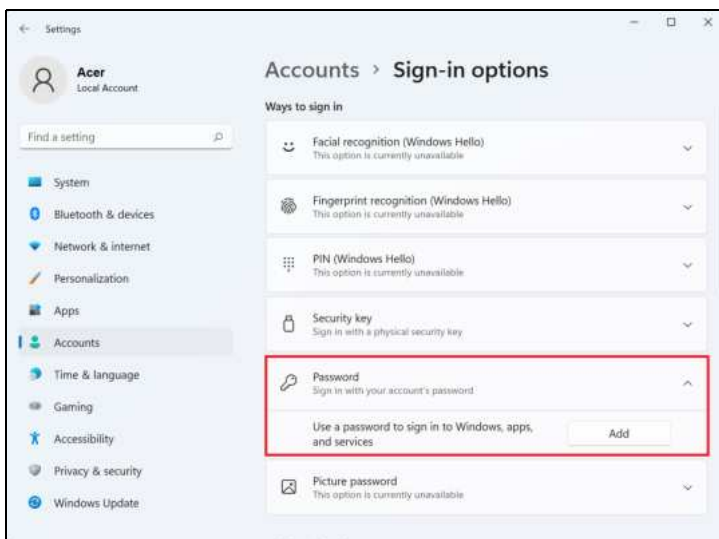 Settings
Acer
Local Account
Find a setting
System
Bluetooth & devices
Network & internet
Personalization
Apps
Accounts
Time & language
Gaming
Accessibility
Privacy & security
Windows Update
Accounts > Sign-in options
Ways to sign in
Facial recognition (Windows Hello)
This option is currently unavailable
Fingerprint recognition (Windows Hello)
This option is currently unavailable
PIN (Windows Hello)
This option is currently unavailable
Security key
Sign in with a physical security key
Password
Sign in with your account's password
Use a password to sign in to Windows, apps,
and services
Add
Picture password
This option is currently unavailable